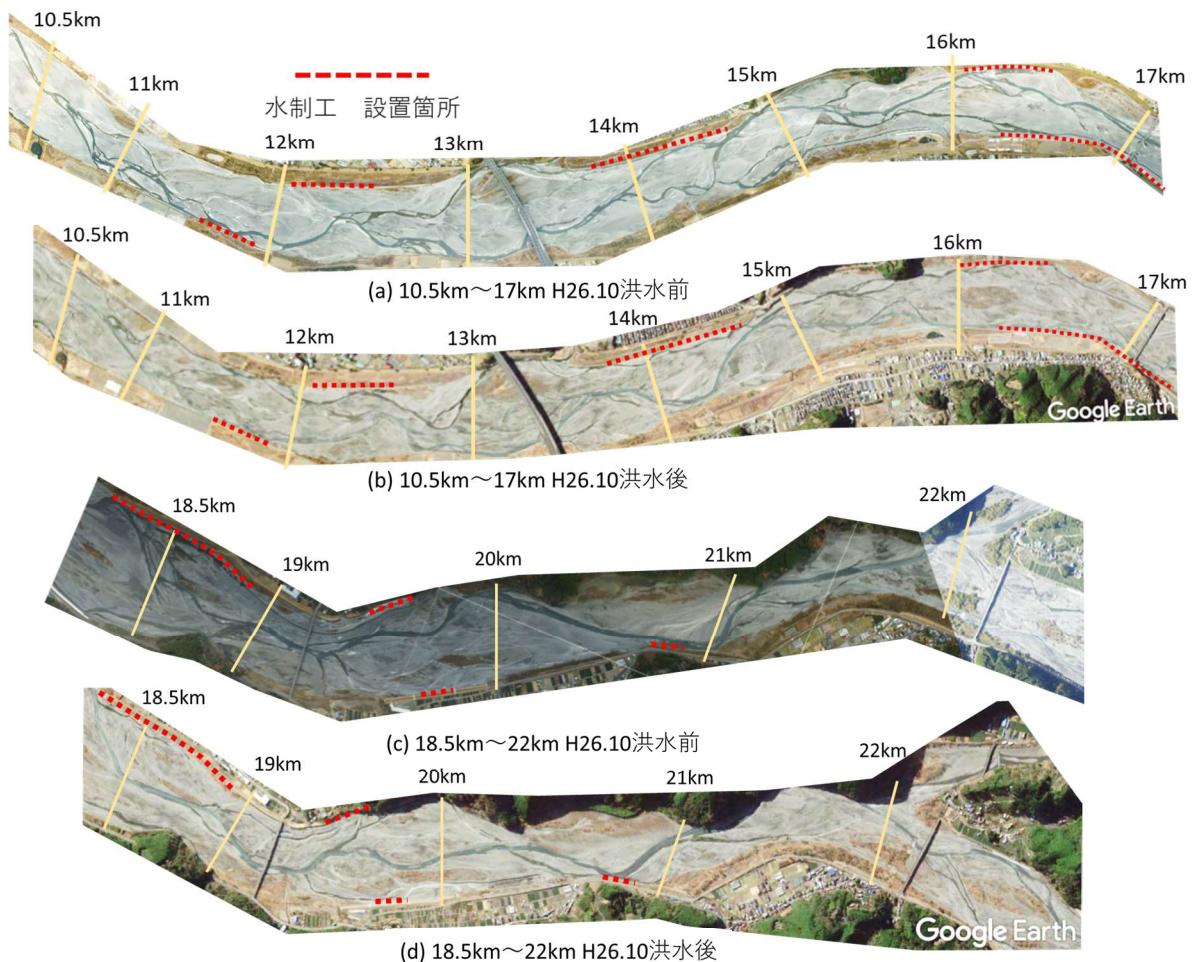 10.5km
11km
12km
13km
14km
15km
16km
17km
水制工 設置箇所
(a) 10.5km～17km H26.10洪水前
10.5km
11km
12km
13km
14km
15km
16km
17km
Google Earth
(b) 10.5km～17km H26.10洪水後
18.5km
19km
20km
21km
22km
(c) 18.5km～22km H26.10洪水前
18.5km
19km
20km
21km
22km
Google Earth
(d) 18.5km～22km H26.10洪水後